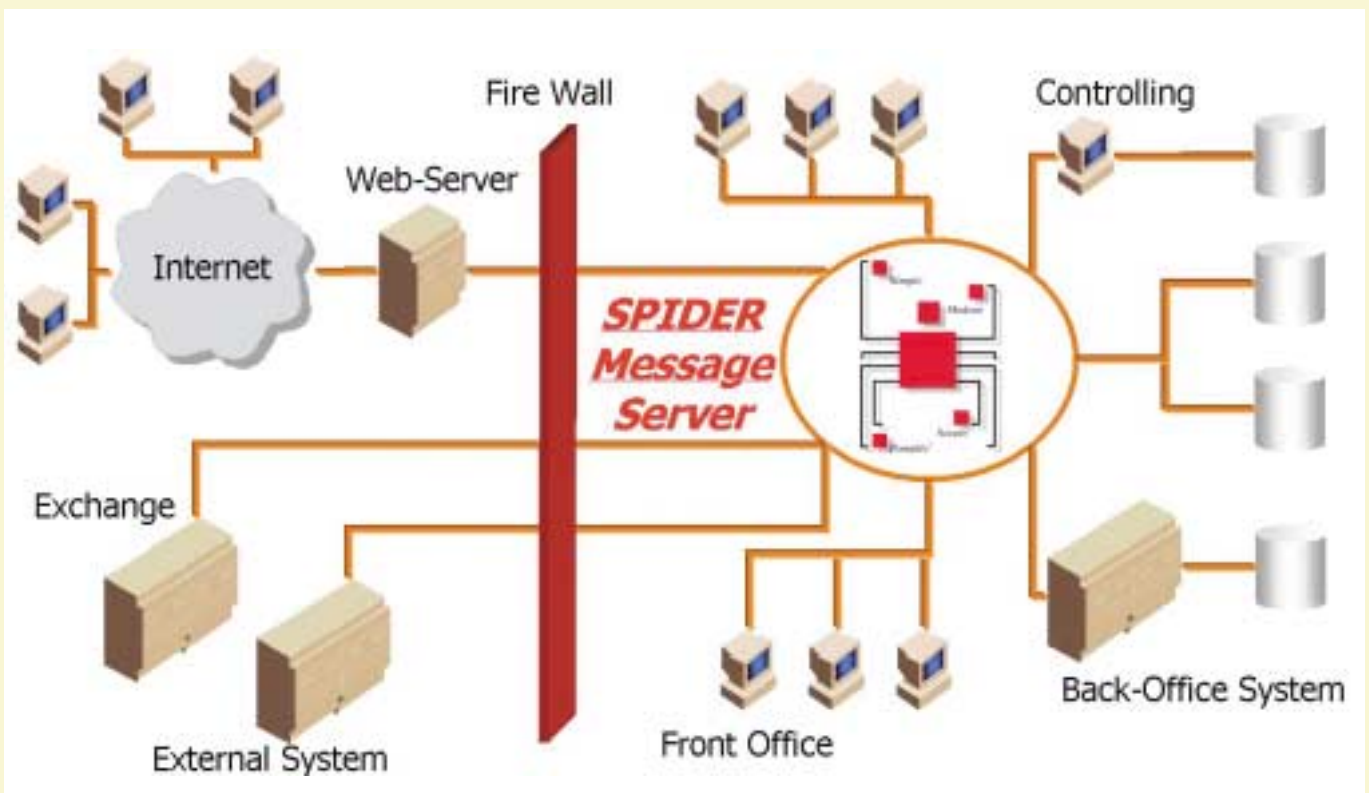 Fire Wall
Controlling
Web-Server
Internet
SPIDER
Message
Server
Exchange
External System
Front Office
Back-Office System